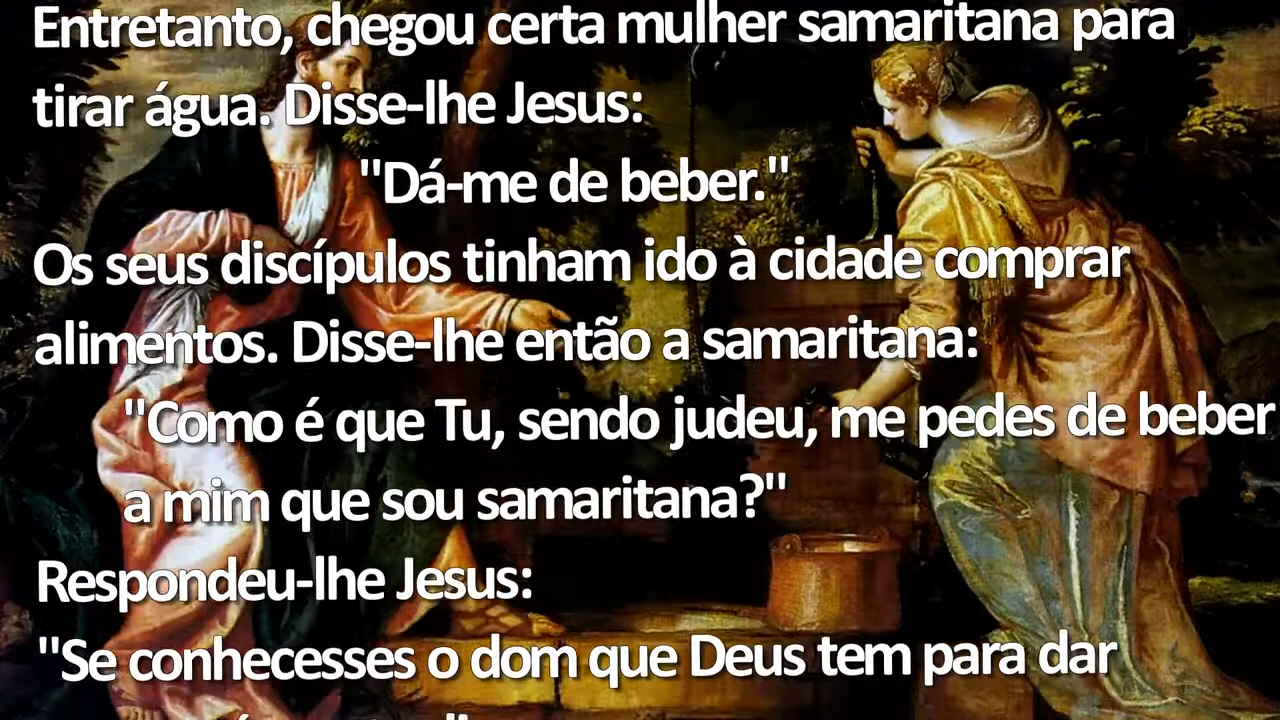 Entretanto, chegou certa mulher samaritana para
tirar água. Disse-lhe Jesus:
"Dá-me de beber."
Os seus discípulos tinham ido à cidade comprar
alimentos. Disse-lhe então a samaritana:
"Como é que Tu, sendo judeu, me pedes de beber
a mim que sou samaritana?"
Respondeu-lhe Jesus:
"Se conhecesses o dom que Deus tem para dar